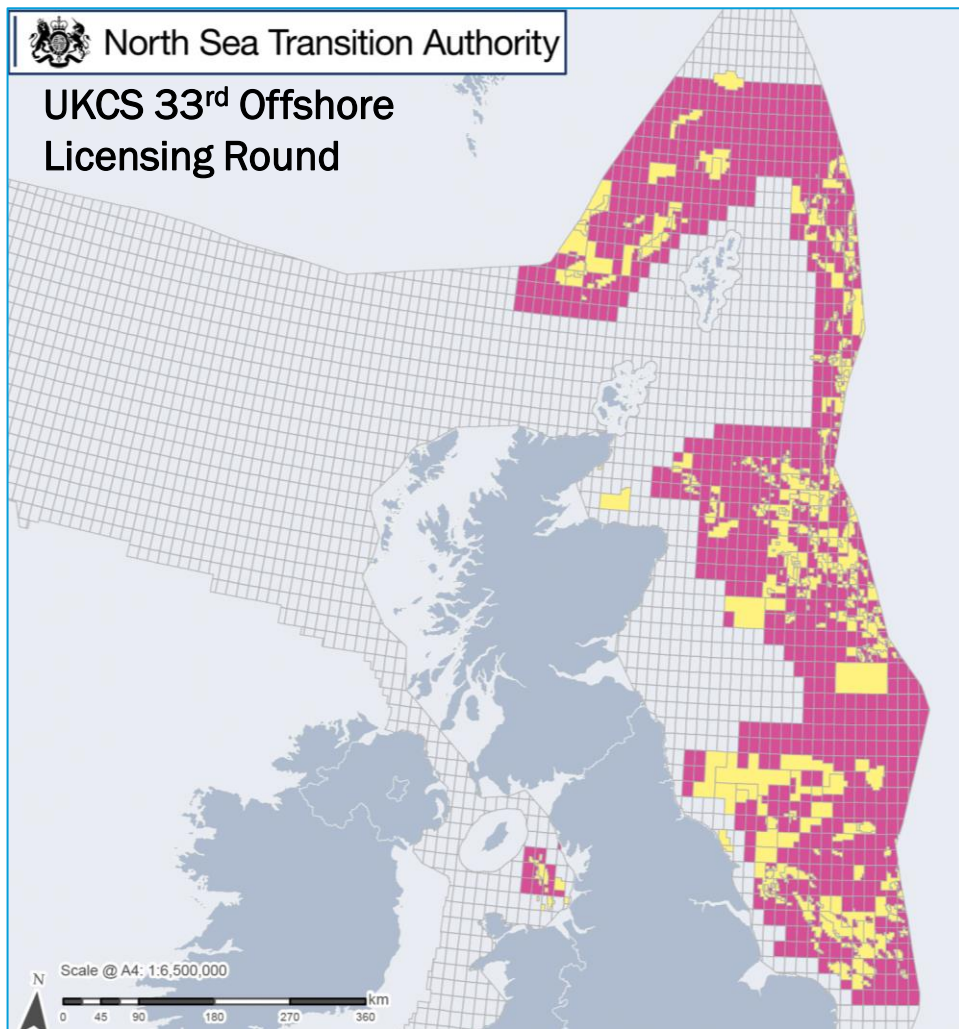 North Sea Transition Authority
UKCS 33rd Offshore
Licensing Round
N
Scale @ A4: 1:6,500,000
km
0 45 90 180 270 360